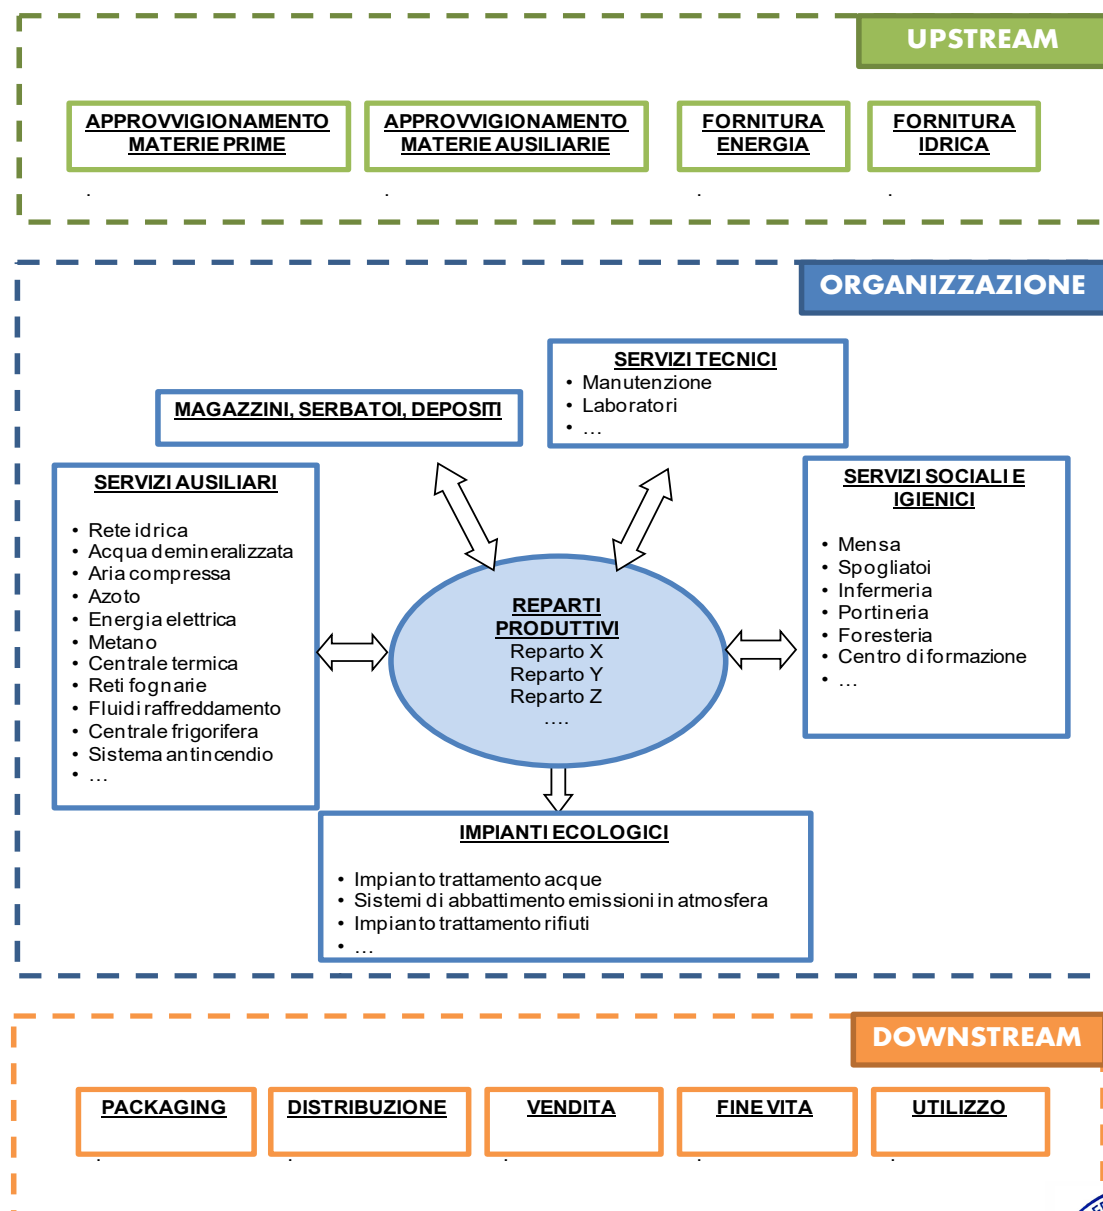 UPSTREAM
APPROVVIGIONAMENTO
MATERIE PRIME
APPROVVIGIONAMENTO
MATERIE AUSILIARIE
FORNITURA
ENERGIA
FORNITURA
IDRICA
ORGANIZZAZIONE
SERVIZI TECNICI
• Manutenzione
• Laboratori
• …
MAGAZZINI, SERBATOI, DEPOSITI
SERVIZI AUSILIARI
• Rete idrica
• Acqua demineralizzata
• Aria compressa
• Azoto
• Energia elettrica
• Metano
• Centrale termica
• Reti fognarie
• Fluidi raffreddamento
• Centrale frigorifera
• Sistema antincendio
• …
REPARTI
PRODUTTIVI
Reparto X
Reparto Y
Reparto Z
….
SERVIZI SOCIALI E
IGIENICI
• Mensa
• Spogliatoi
• Infermeria
• Portineria
• Foresteria
• Centro di formazione
• …
IMPIANTI ECOLOGICI
• Impianto trattamento acque
• Sistemi di abbattimento emissioni in atmosfera
• Impianto trattamento rifiuti
• …
DOWNSTREAM
PACKAGING
DISTRIBUZIONE
VENDITA
FINE VITA
UTILIZZO